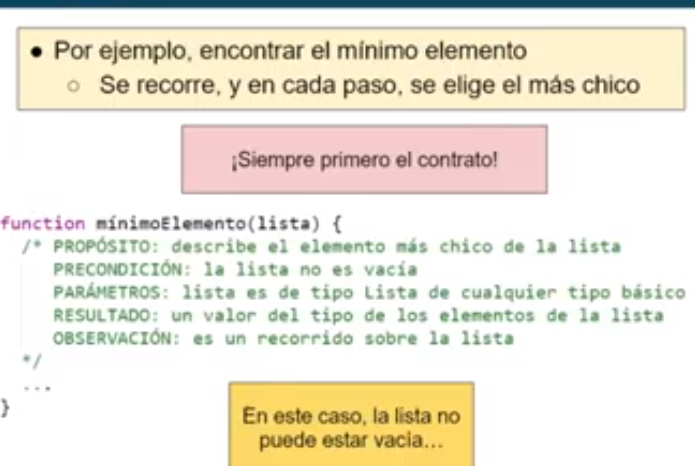 ● Por ejemplo, encontrar el mínimo elemento
○ Se recorre, y en cada paso, se elige el más chico
¡Siempre primero el contrato!
function mínimoElemento(lista) {
/* PROPÓSITO: describe el elemento más chico de la lista
PRECONDICIÓN: la lista no es vacía
PARÁMETROS: lista es de tipo Lista de cualquier tipo básico
RESULTADO: un valor del tipo de los elementos de la lista
OBSERVACIÓN: es un recorrido sobre la lista
*/
...
}
En este caso, la lista no
puede estar vacía…